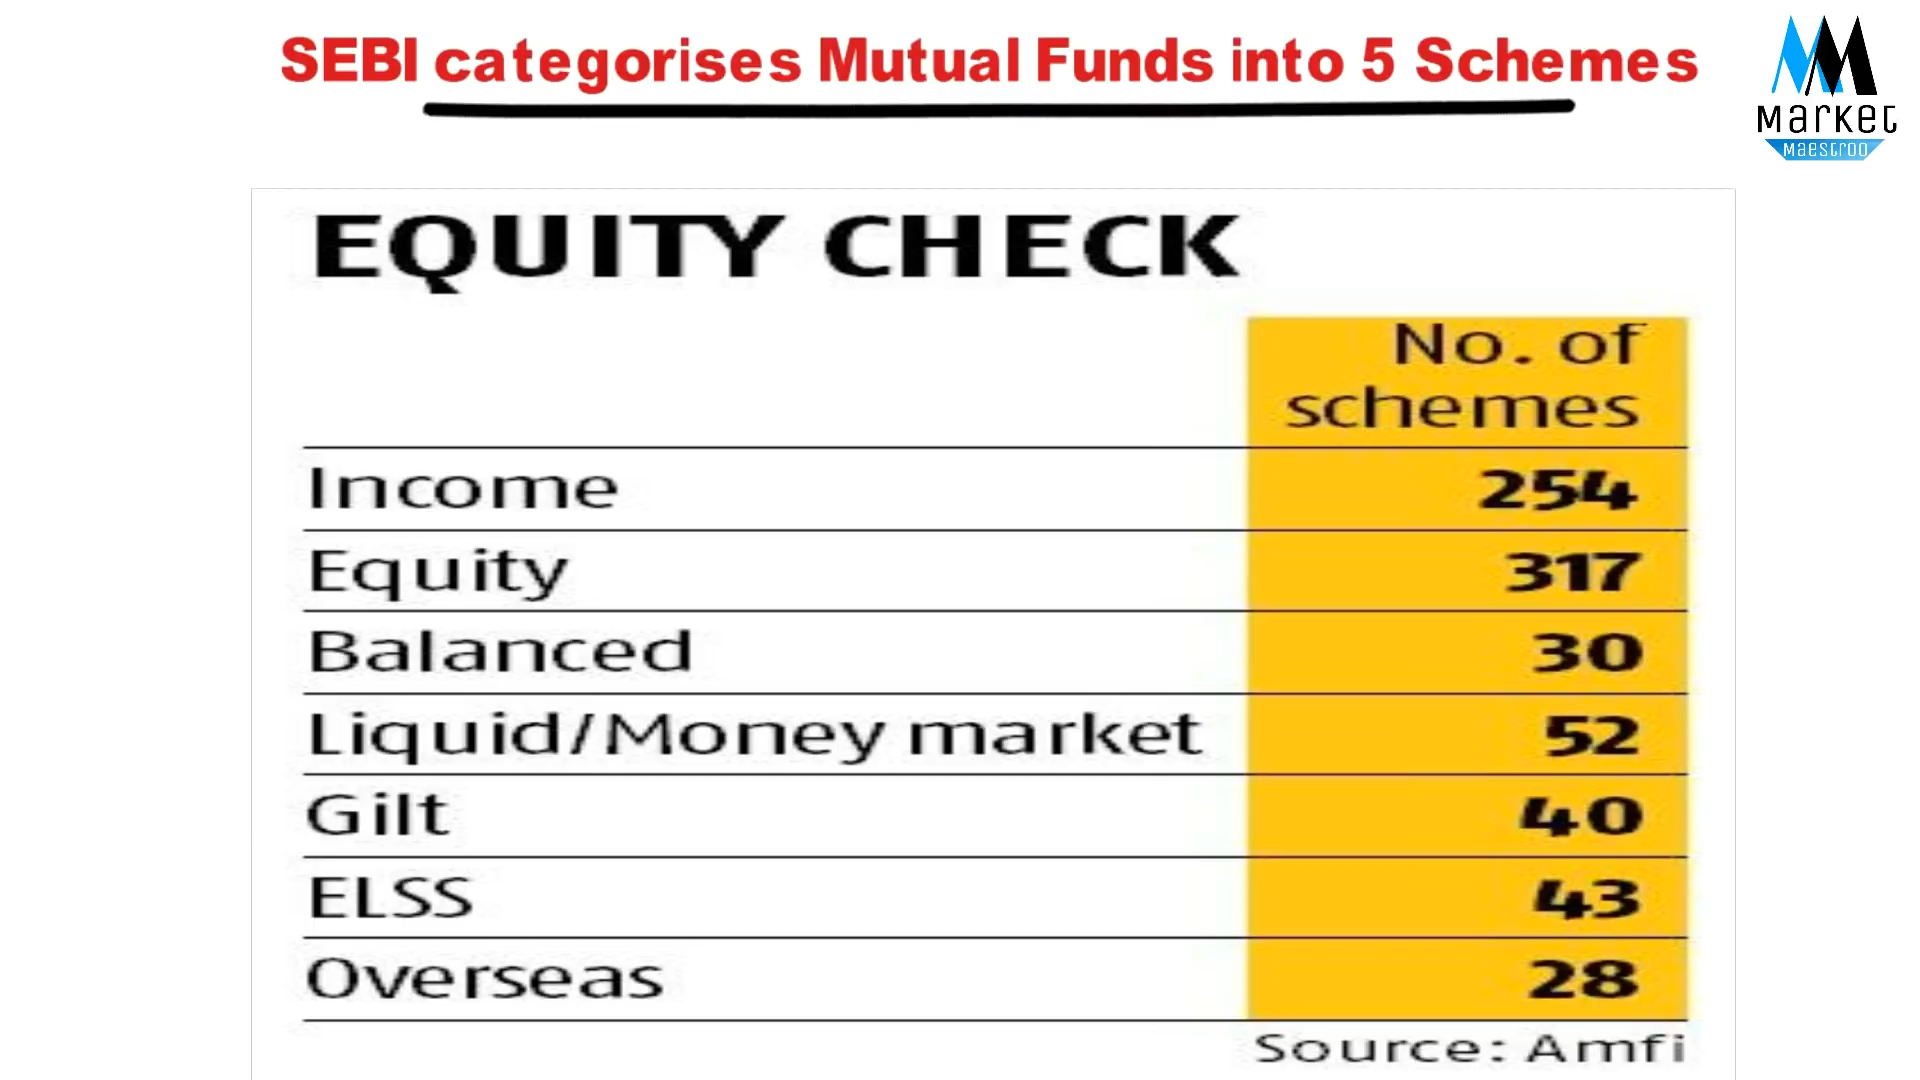 SEBI categorises Mutual Funds into 5 Schemes
Market
Maestroo
EQUITY CHECK
No. of
schemes
Income 254
Equity 317
Balanced 30
Liquid/Money market 52
Gilt 40
ELSS 43
Overseas 28
Source: Amfi